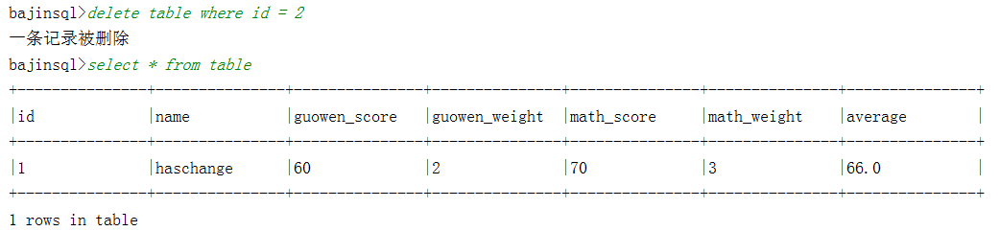 bajinsql>delete table where id = 2
一条记录被删除
bajinsql>select * from table
+---------------+---------------+---------------+---------------+---------------+---------------+---------------+
|id |name |guowen_score |guowen_weight |math_score |math_weight |average |
+---------------+---------------+---------------+---------------+---------------+---------------+---------------+
|1 |haschange |60 |2 |70 |3 |66.0 |
+---------------+---------------+---------------+---------------+---------------+---------------+---------------+
1 rows in table